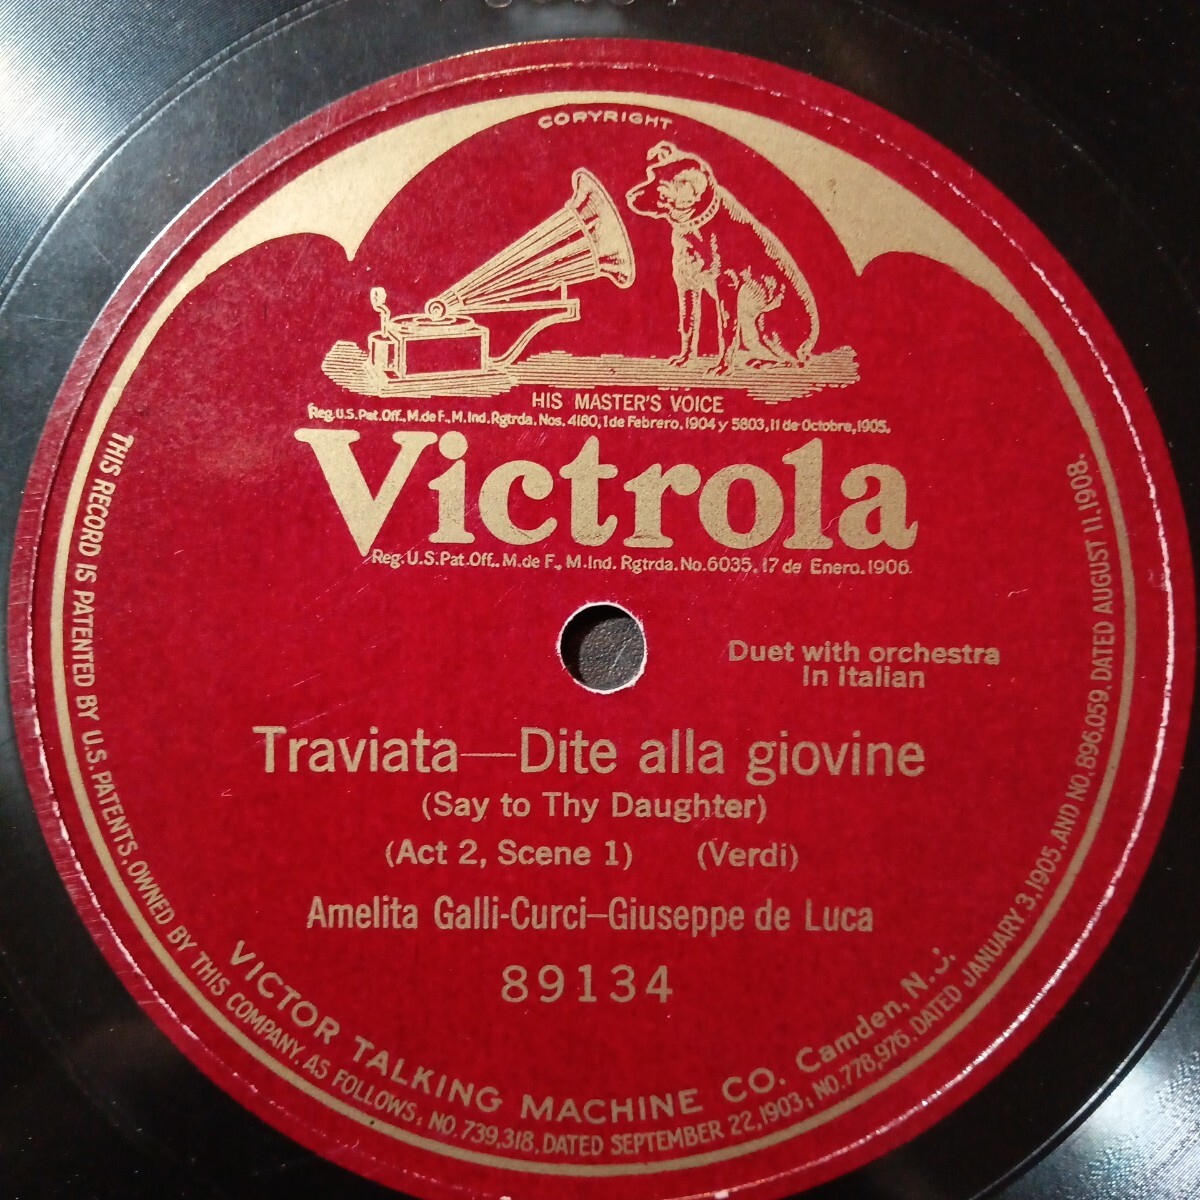 COPYRIGHT
HIS MASTER'S VOICE
Reg. U.S. Pat. Off., M. de F., M. Ind. Rgtrda. Nos. 4180, 1 de Febrero, 1904 y 5803, 11 de Octobre, 1905.
Victrola
Reg. U.S. Pat. Off., M. de F., M. Ind. Rgtrda. No. 6035, 17 de Enero, 1906.
Duet with orchestra
In Italian
Traviata—Dite alla giovine
(Say to Thy Daughter)
(Act 2, Scene 1) (Verdi)
Amelita Galli-Curci–Giuseppe de Luca
89134
VICTOR TALKING MACHINE CO. Camden, N. J.
THIS RECORD IS PATENTED BY U.S. PATENTS, OWNED BY THIS COMPANY, AS FOLLOWS: NO. 739,318, DATED SEPTEMBER 22, 1903; NO. 778,976, DATED JANUARY 3, 1905, AND NO. 896,059, DATED AUGUST 11, 1908.